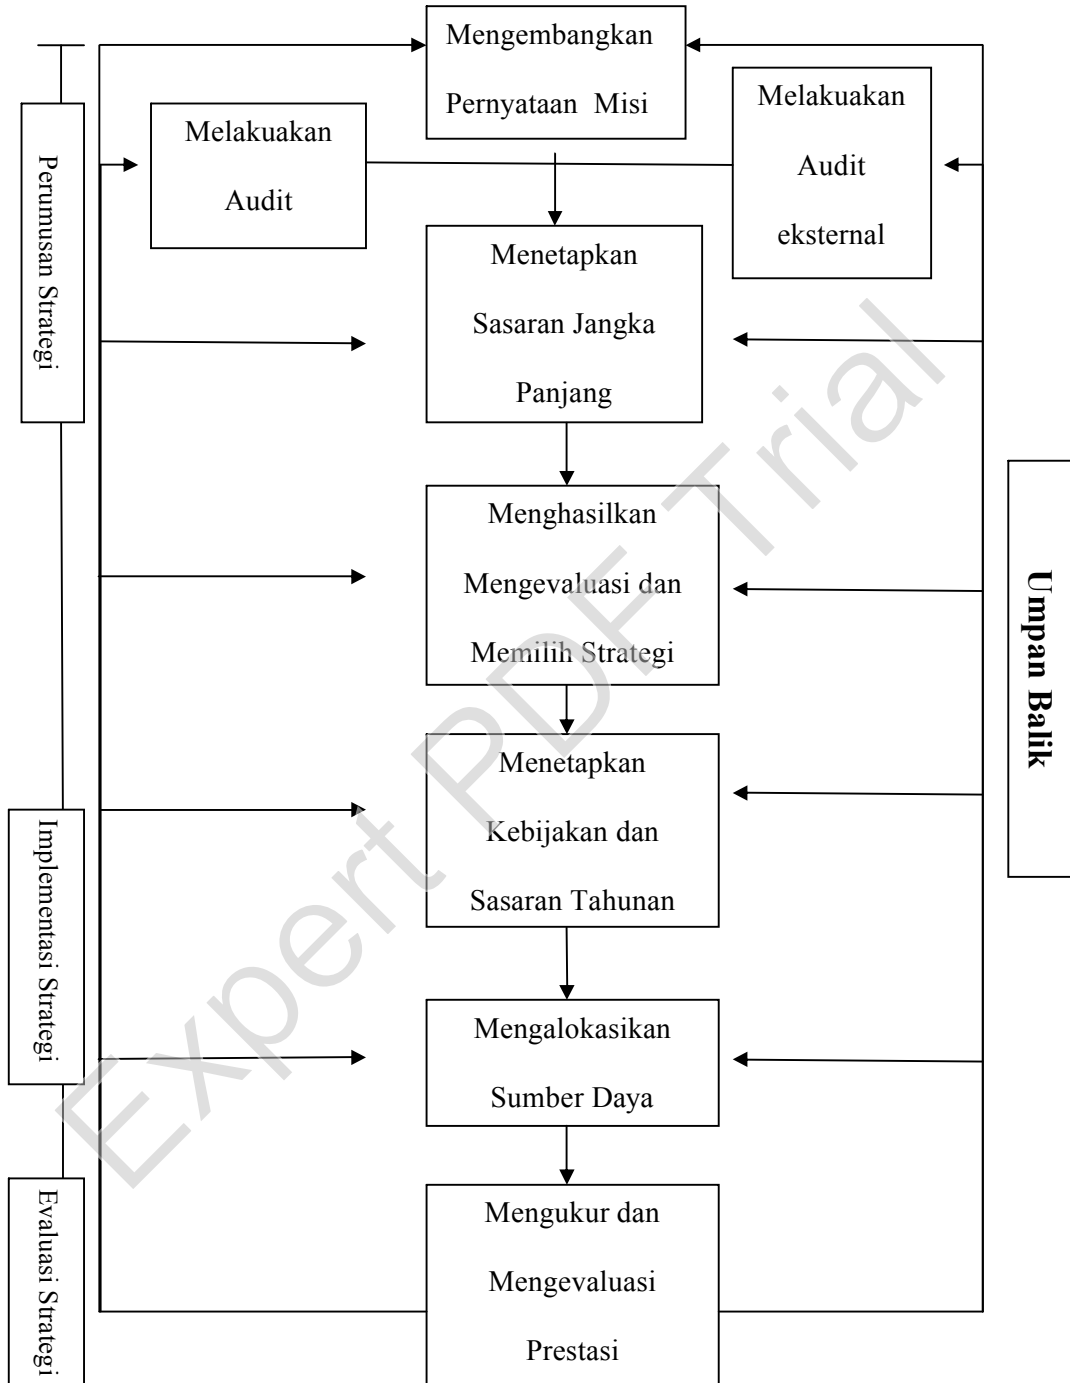 Mengembangkan
Pernyataan Misi
Melakuakan
Audit
Melakuakan
Audit
eksternal
Perumusan Strategi
Menetapkan
Sasaran Jangka
Panjang
Menghasilkan
Mengevaluasi dan
Memilih Strategi
Umpan Balik
Menetapkan
Kebijakan dan
Sasaran Tahunan
Implementasi Strategi
Mengalokasikan
Sumber Daya
Evaluasi Strategi
Mengukur dan
Mengevaluasi
Prestasi
Expert PDF Trial